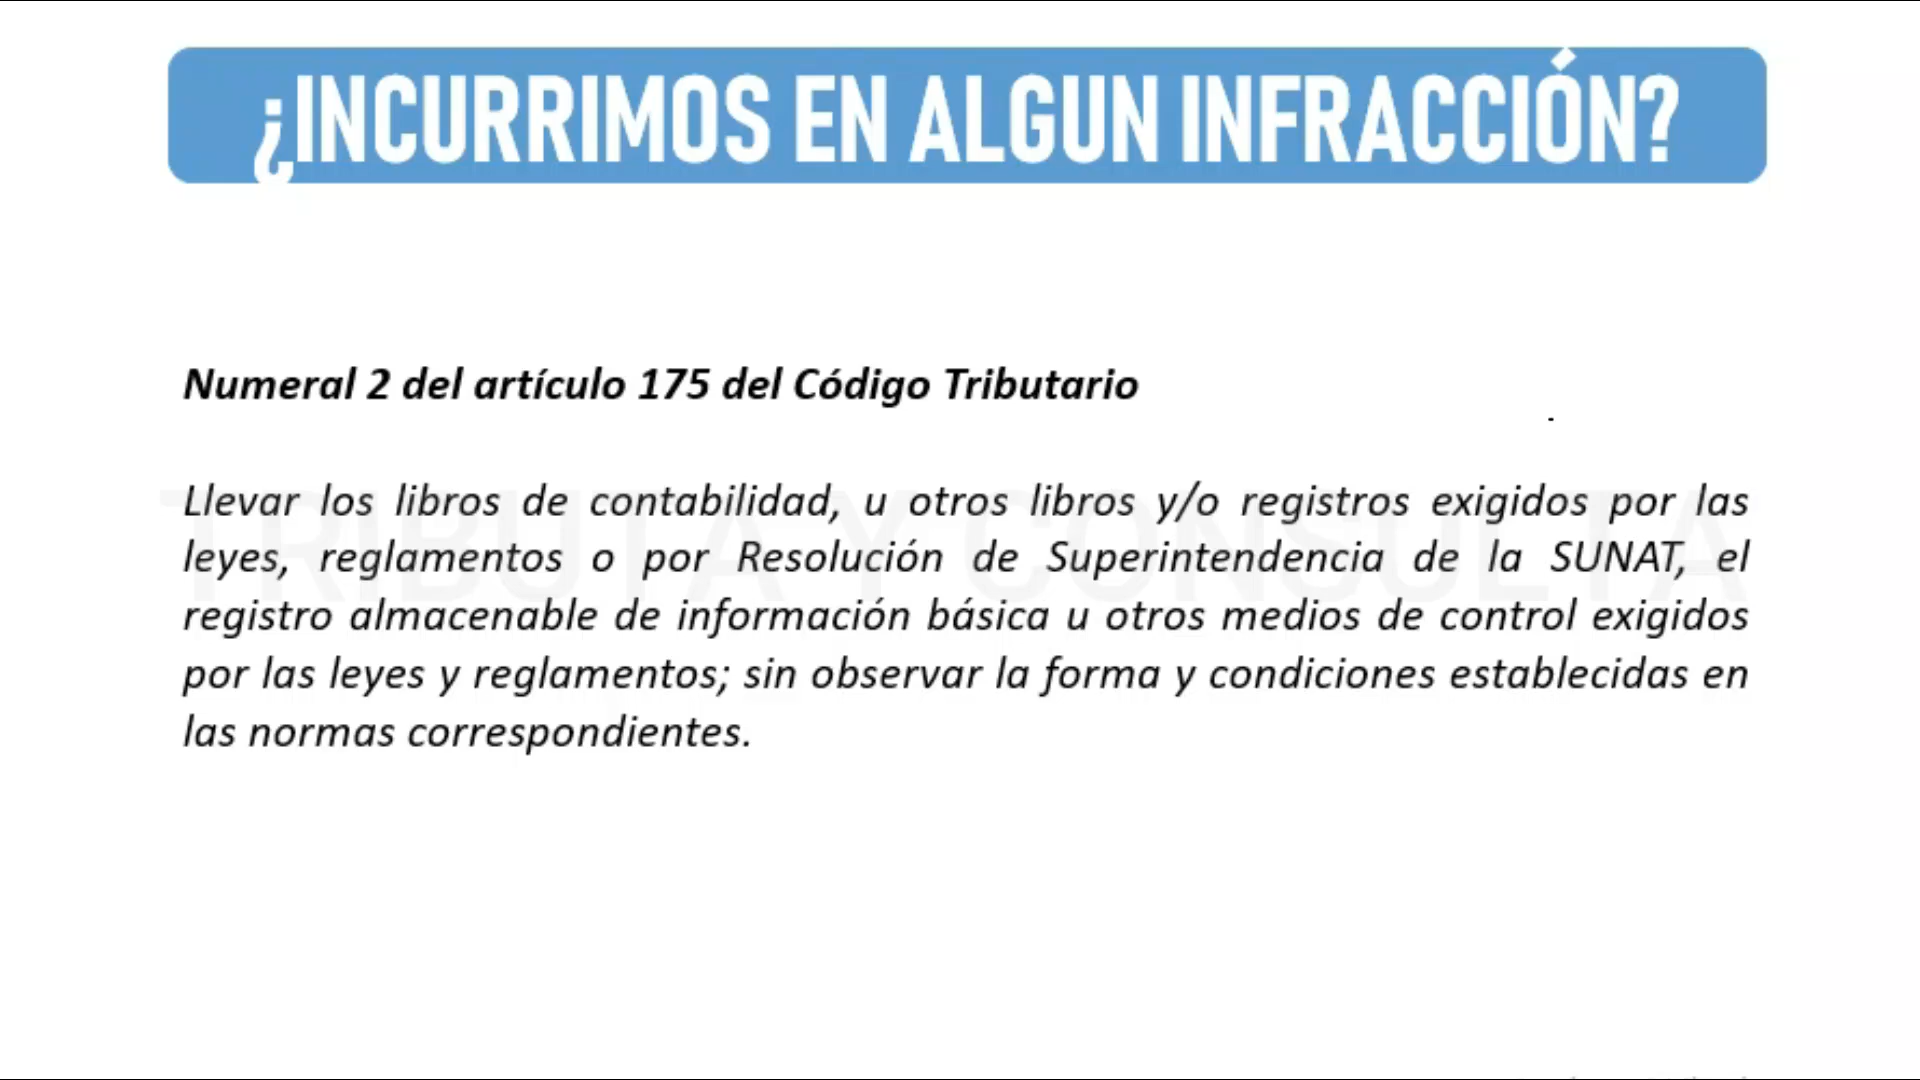 ¿INCURRIMOS EN ALGUN INFRACCIÓN?
Numeral 2 del artículo 175 del Código Tributario
Llevar los libros de contabilidad, u otros libros y/o registros exigidos por las
leyes, reglamentos o por Resolución de Superintendencia de la SUNAT, el
registro almacenable de información básica u otros medios de control exigidos
por las leyes y reglamentos; sin observar la forma y condiciones establecidas en
las normas correspondientes.
TRIBUTA Y CONSULTA